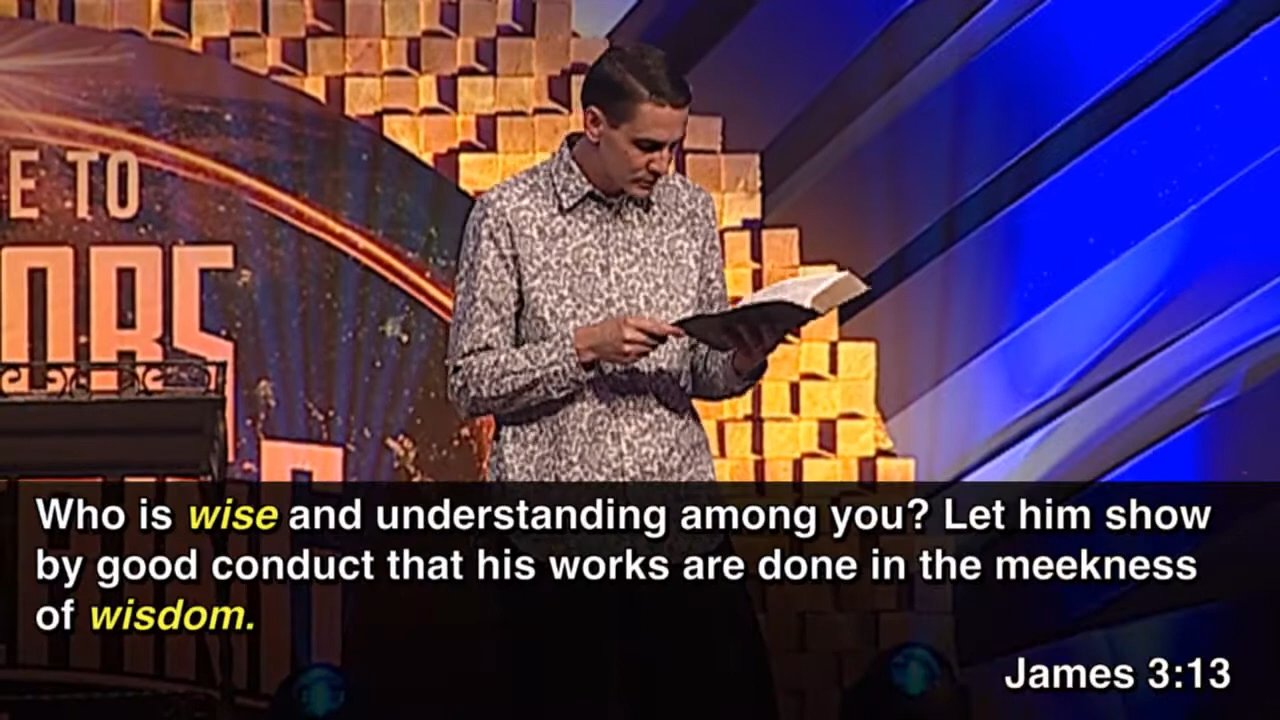 E TO
ORS
Who is wise and understanding among you? Let him show
by good conduct that his works are done in the meekness
of wisdom.
James 3:13